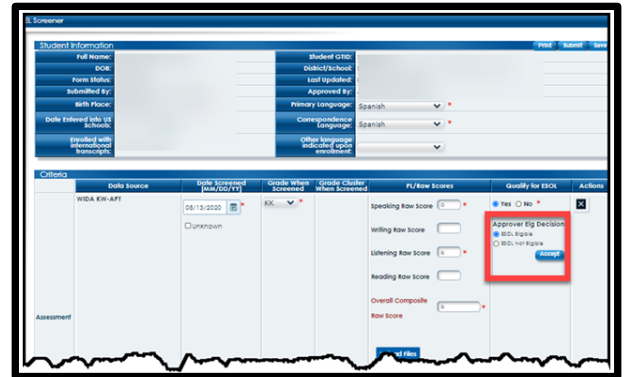 EL Screener
Student Information Print Submit Save
Full Name: Student GTID:
DOB: District/School:
Form Status: Last Updated:
Submitted By: Approved By:
Birth Place: Primary Language: Spanish *
Date Entered into US Schools: Correspondence Language: Spanish *
Enrolled with international transcripts: Other language indicated upon enrollment:
Criteria
Data Source Date Screened (MM/DD/YY) Grade When Screened Grade Cluster When Screened PL/Raw Scores Qualify for ESOL Actions
WIDA KW-APT 08/13/2020 * KK * Speaking Raw Score * Yes No * X
Unknown
Writing Raw Score
Approver Elig Decision
ESOL Eligible
ESOL Not Eligible
Listening Raw Score *
Accept
Reading Raw Score
Overall Composite Raw Score *
Assessment
Files